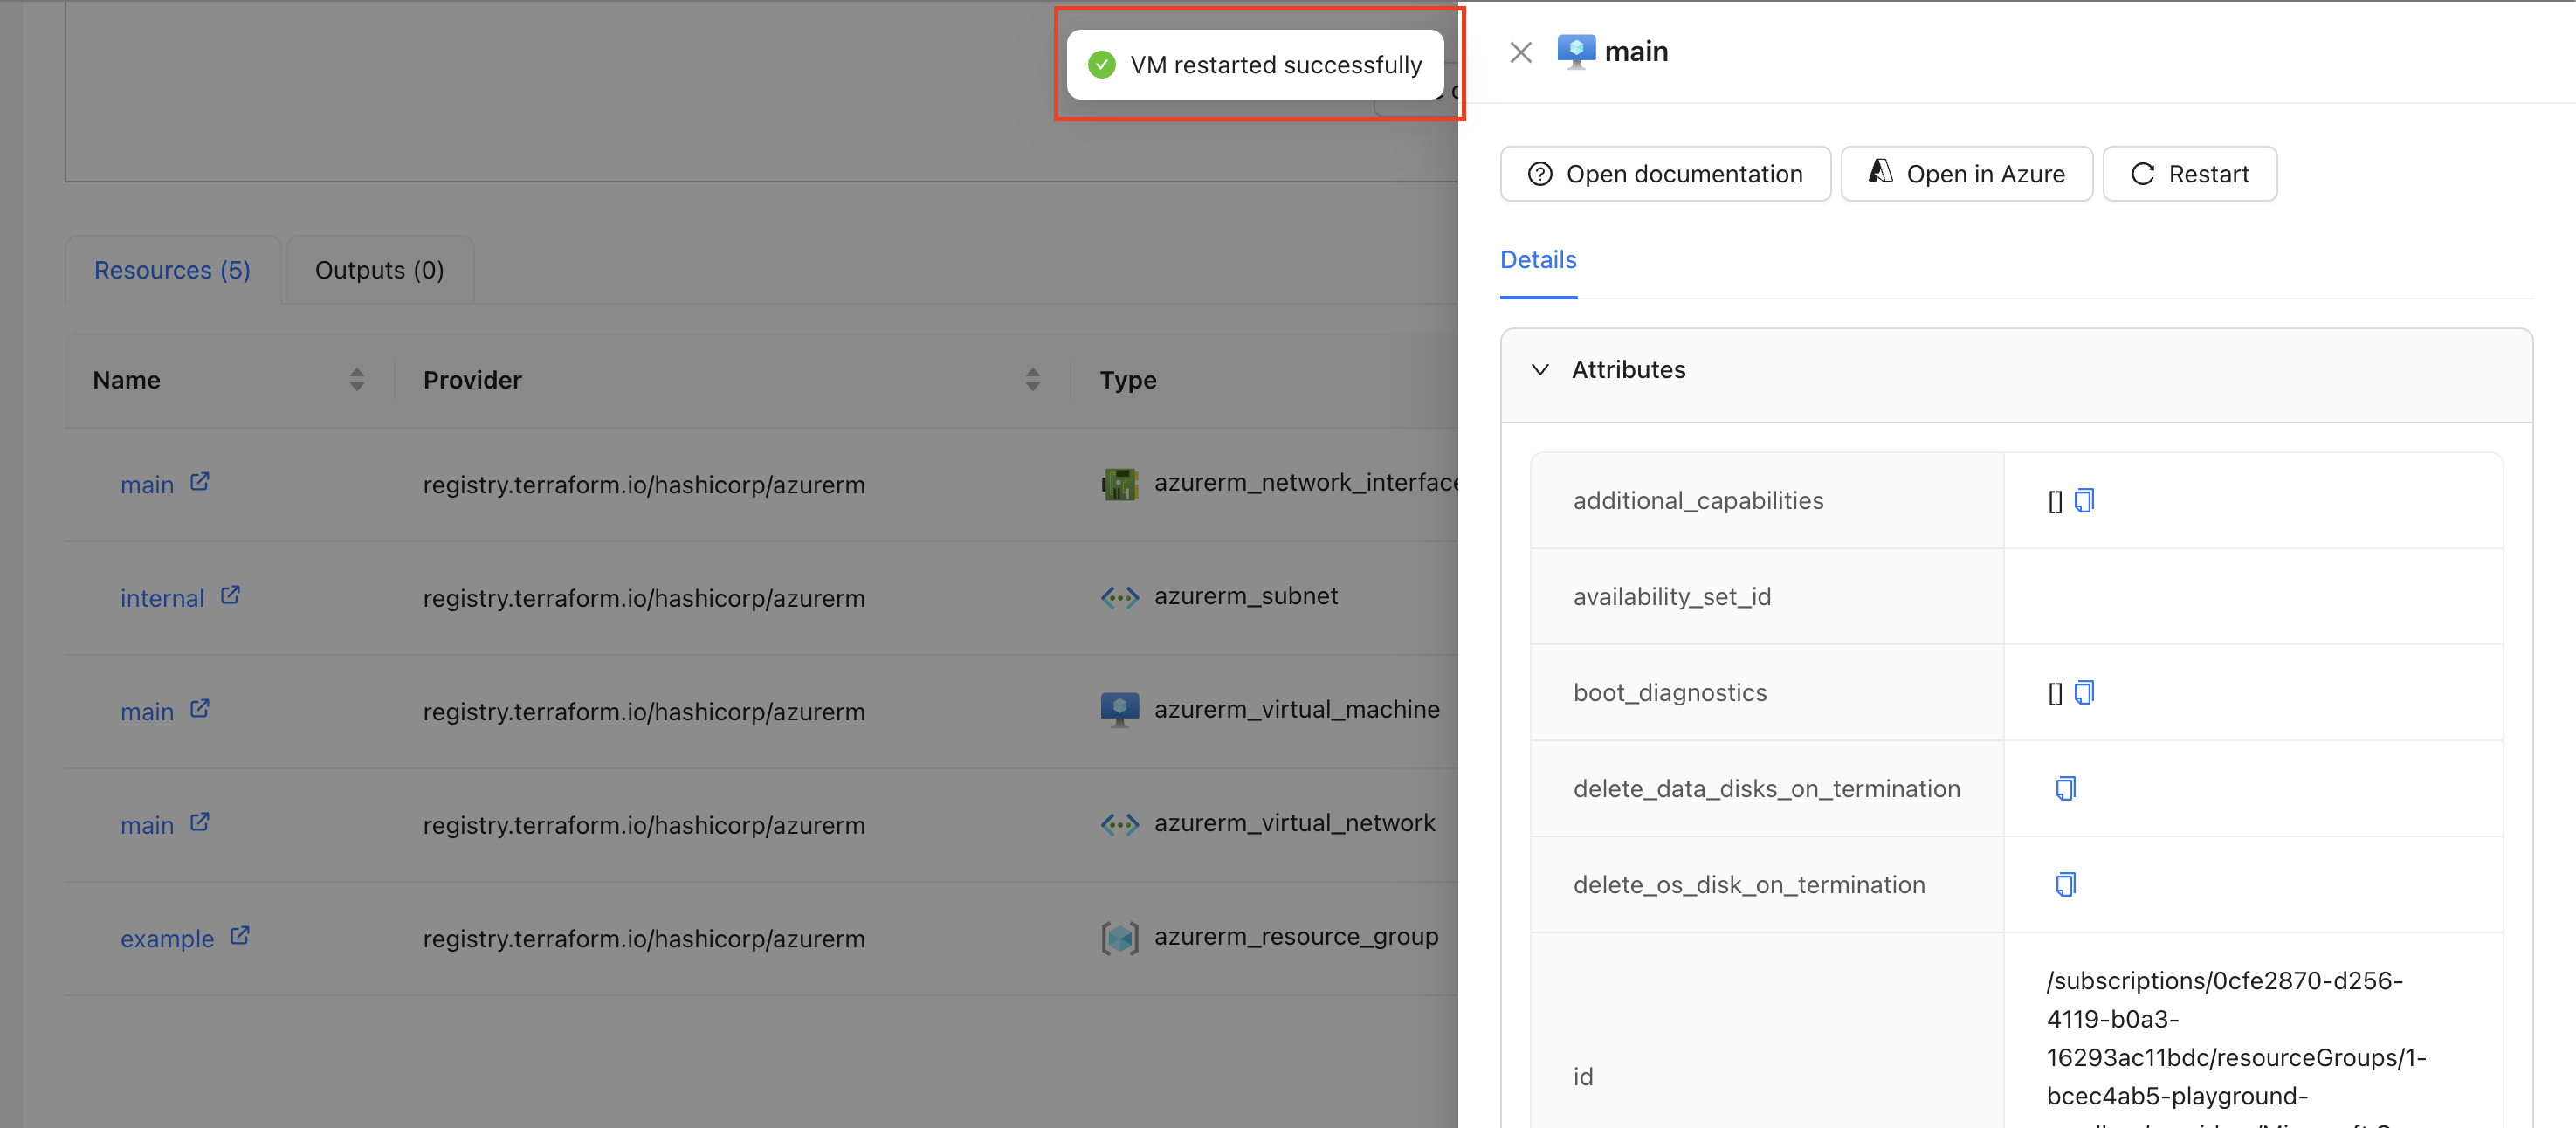 VM restarted successfully
main
Open documentation
Open in Azure
Restart
Details
Resources (5)
Outputs (0)
Name
Provider
Type
main
registry.terraform.io/hashicorp/azurerm
azurerm_network_interface
internal
registry.terraform.io/hashicorp/azurerm
azurerm_subnet
main
registry.terraform.io/hashicorp/azurerm
azurerm_virtual_machine
main
registry.terraform.io/hashicorp/azurerm
azurerm_virtual_network
example
registry.terraform.io/hashicorp/azurerm
azurerm_resource_group
Attributes
additional_capabilities
[]
availability_set_id
boot_diagnostics
[]
delete_data_disks_on_termination
delete_os_disk_on_termination
id
/subscriptions/0cfe2870-d256-
4119-b0a3-
16293ac11bdc/resourceGroups/1-
bcec4ab5-playground-